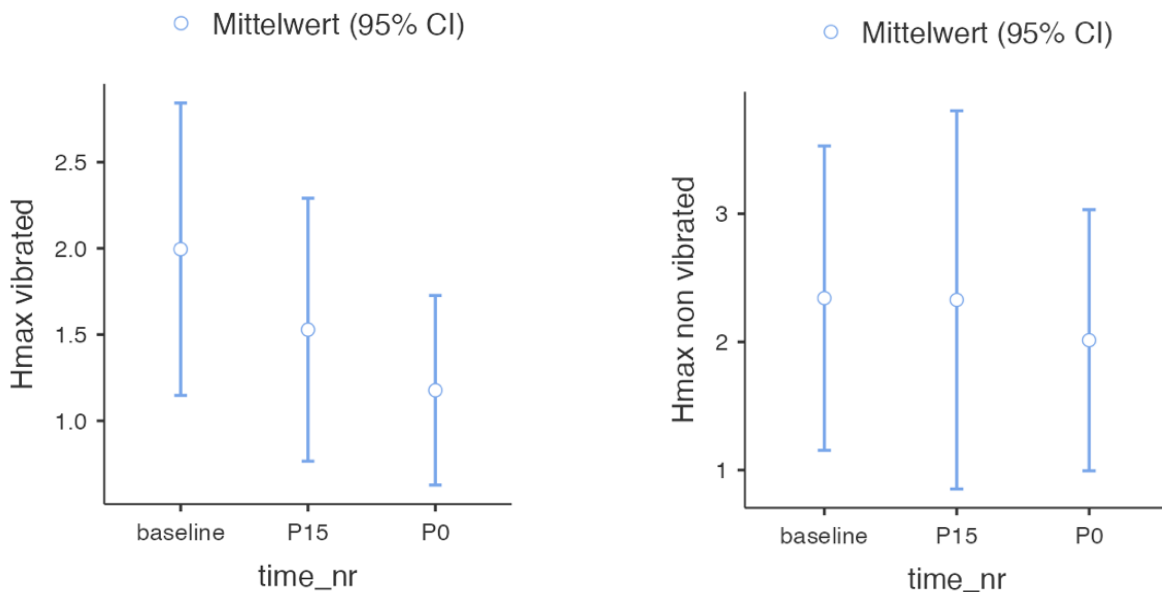 Mittelwert (95% CI)
Hmax vibrated
2.5
2.0
1.5
1.0
baseline P15 P0
time_nr
Mittelwert (95% CI)
Hmax non vibrated
3
2
1
baseline P15 P0
time_nr